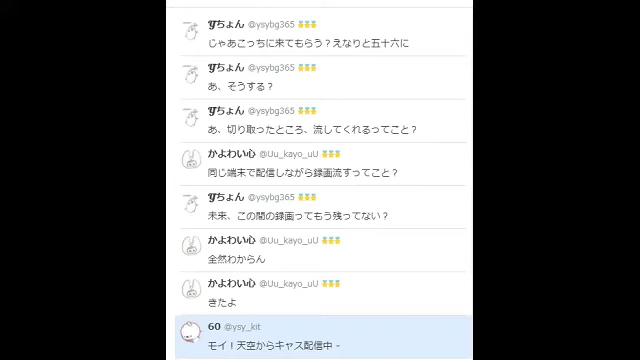 yちょん @ysybg365
じゃあこっちに来てもらう？えなりと五十六に
yちょん @ysybg365
あ、そうする？
yちょん @ysybg365
あ、切り取ったところ、流してくれるってこと？
かよわい心 @Uu_kayo_uU
同じ端末で配信しながら録画流すってこと？
yちょん @ysybg365
未来、この間の録画ってもう残ってない？
かよわい心 @Uu_kayo_uU
全然わからん
かよわい心 @Uu_kayo_uU
きたよ
60 @ysy_kit
モイ！天空からキャス配信中 -